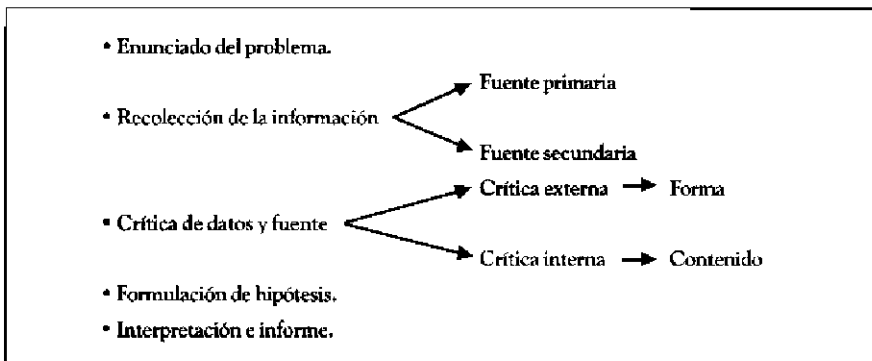 • Enunciado del problema.
Fuente primaria
• Recolección de la información
Fuente secundaria
Crítica externa → Forma
• Crítica de datos y fuente
Crítica interna → Contenido
• Formulación de hipótesis.
• Interpretación e informe.